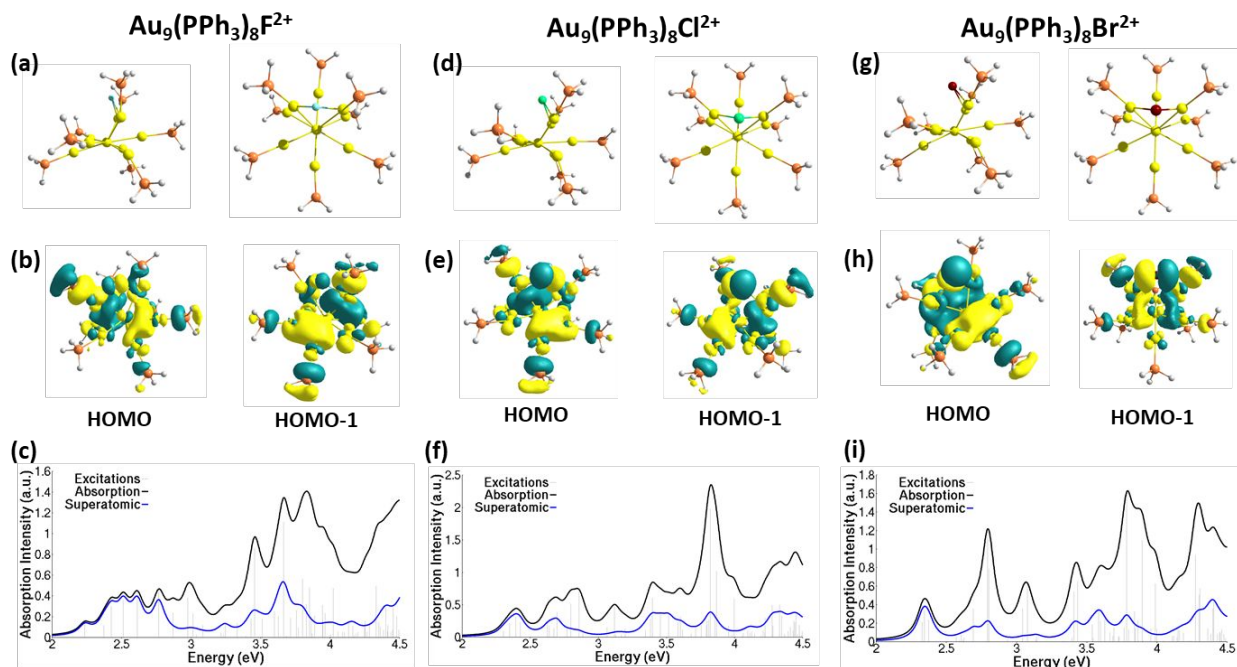 Au₉(PPh₃)₈F²⁺
Au₉(PPh₃)₈Cl²⁺
Au₉(PPh₃)₈Br²⁺
(a)
(d)
(g)
(b)
(e)
(h)
HOMO
HOMO-1
HOMO
HOMO-1
HOMO
HOMO-1
(c)
Absorption Intensity (a.u.)
1.6
1.4
1.2
1
0.8
0.6
0.4
0.2
0
Excitations
Absorption
Superatomic
2
2.5
3
3.5
4
4.5
Energy (eV)
(f)
Absorption Intensity (a.u.)
2.5
2
1.5
1
0.5
0
Excitations
Absorption
Superatomic
2
2.5
3
3.5
4
4.5
Energy (eV)
(i)
Absorption Intensity (a.u.)
1.8
1.6
1.4
1.2
1
0.8
0.6
0.4
0.2
0
Excitations
Absorption
Superatomic
2
2.5
3
3.5
4
4.5
Energy (eV)